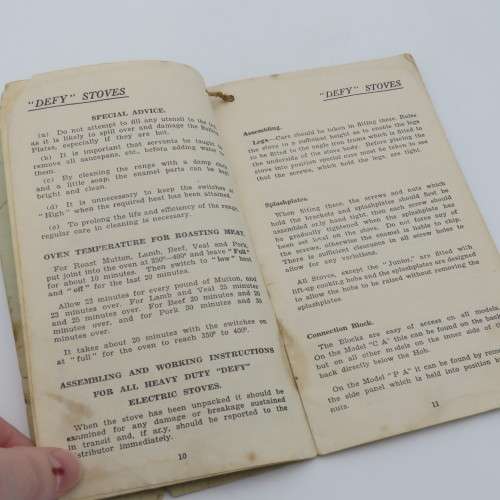 "DEFY" STOVES
SPECIAL ADVICE.
(a) Do not attempt to fill any utensil to the
as it is likely to spill over and damage the Boiling
Plates, especially if they are hot.
(b) It is important that servants be taught to
remove all saucepans, etc., before adding water to
them.
(c) By cleaning the range with a damp cloth
and a little soap the enamel parts can be kept
bright and clean.
(d) It is unnecessary to keep the switches at
"High" when the required heat has been attained.
(e) To prolong the life and efficiency of the range,
regular care in cleaning is necessary.
OVEN TEMPERATURE FOR ROASTING MEAT.
For Roast Mutton, Lamb, Beef, Veal and Pork,
put joint into the oven at and leave "Full"
for about 10 minutes. Then switch to "low" bottom
and "off" for the last 20 minutes.
Allow 22 minutes for every pound of Mutton, and
22 minutes over. For Lamb and Veal 25 minutes
and 25 minutes over. For Beef 20 minutes and 20
minutes over, and for Pork 30 minutes and 30
minutes over.
It takes about 20 minutes with the switches on
at "full" for the oven to reach 350° to 400°.
ASSEMBLING AND WORKING INSTRUCTIONS
FOR ALL HEAVY DUTY "DEFY"
ELECTRIC STOVES.
When the stove has been unpacked it should be
examined for any damage or breakage sustained
in transit and, if any, should be reported to the
distributor immediately.
10
"DEFY" STOVES
Assembling.
Legs—Care should be taken in fitting these. Raise
the stove to a sufficient height as to enable the legs
to be fitted to the angle iron frames which are on
the underside of the stove body. Before placing the
stove into position special care must be taken to see
that the screws, which hold the legs, are tight.
Splashplates.
When fitting these, the screws and nuts which
hold the brackets and splashplates should be
assembled only hand tight, then should
be gradually tightened when the splashplates have
been set level on the stove. Do not fasten any of
the screws, otherwise the enamel is liable to chip.
There is sufficient clearance in all screw holes to
allow for any variations.
All Stoves, except the "Junior," are fitted with
lift-up cooking hobs and the splashplates are designed
to allow the hobs to be raised without removing the
splashplates.
Connection Block.
The Blocks are easy of access on all models.
On the Model "C A" this can be found on the back
but on all other models on the inner side of the
back directly below the Hob.
On the Model "P A" it can be found by removing
the side panel which is held into position by
nuts.
11